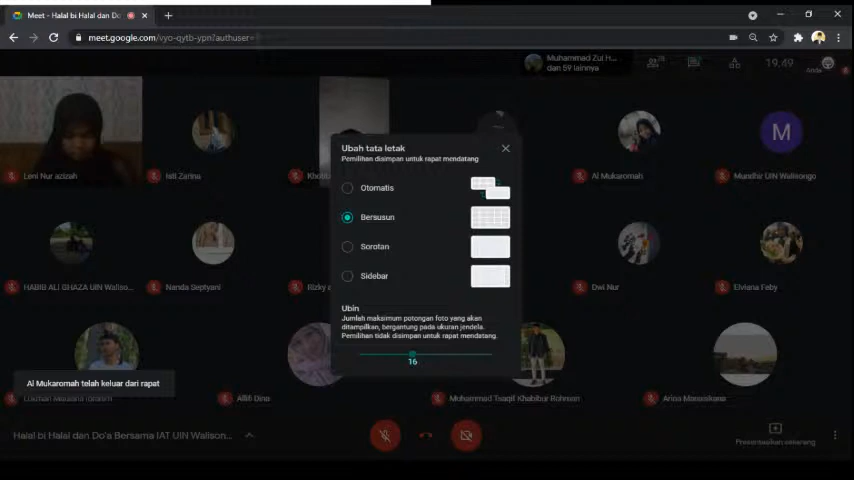 Meet - Halal bi Halal dan Do'a
meet.google.com/vyo-qytb-ypn?authuser=
Muhammad Zul H...
dan 59 lainnya
19.49
Anda
Ubah tata letak
Pemilihan disimpan untuk rapat mendatang
Otomatis
Bersusun
Sorotan
Sidebar
Ubin
Jumlah maksimum potongan foto yang akan
ditampilkan, bergantung pada ukuran jendela.
Pemilihan tidak disimpan untuk rapat mendatang.
16
Leni Nur azizah
Isti Zarina
Al Mukaromah
M
Mundhir UIN Walisongo
HABIB ALI GHAZA UIN Waliso...
Nanda Septyani
Rizky
Dwi Nur
Elviana Feby
Al Mukaromah telah keluar dari rapat
Lukman Maulana
Alfiti Dina
Muhammad Tsaqif Khabibur Rohman
Arina Manasikana
Halal bi Halal dan Do'a Bersama IAT UIN Walison...
Presentasikan sekarang